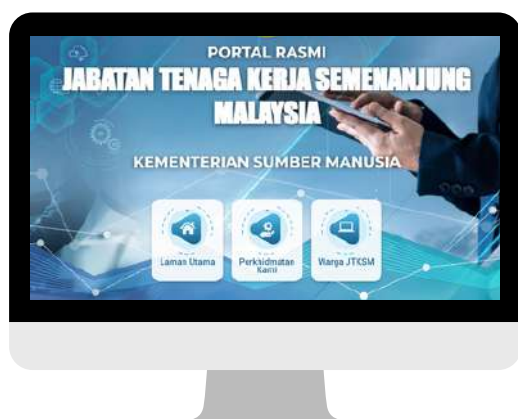 PORTAL RASMI
JABATAN TENAGA KERJA SEMENANJUNG
MALAYSIA
KEMENTERIAN SUMBER MANUSIA
Laman Utama
Perkhidmatan
Kami
Warga JTKSM